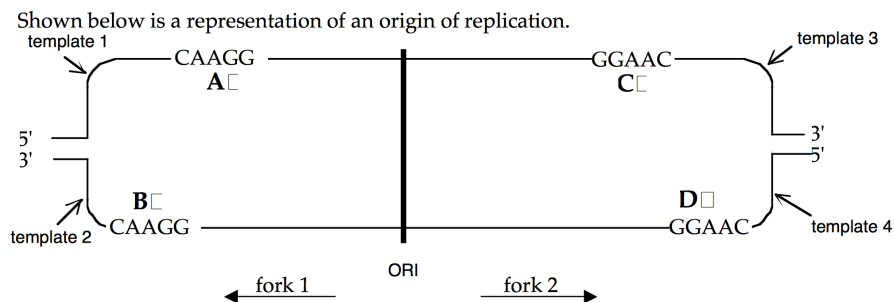 Shown below is a representation of an origin of replication.
template 1
template 3
CAAGG
GGAAC
A
C
5'
3'
3'
5'
B
D
CAAGG
GGAAC
template 2
template 4
ORI
fork 1
fork 2